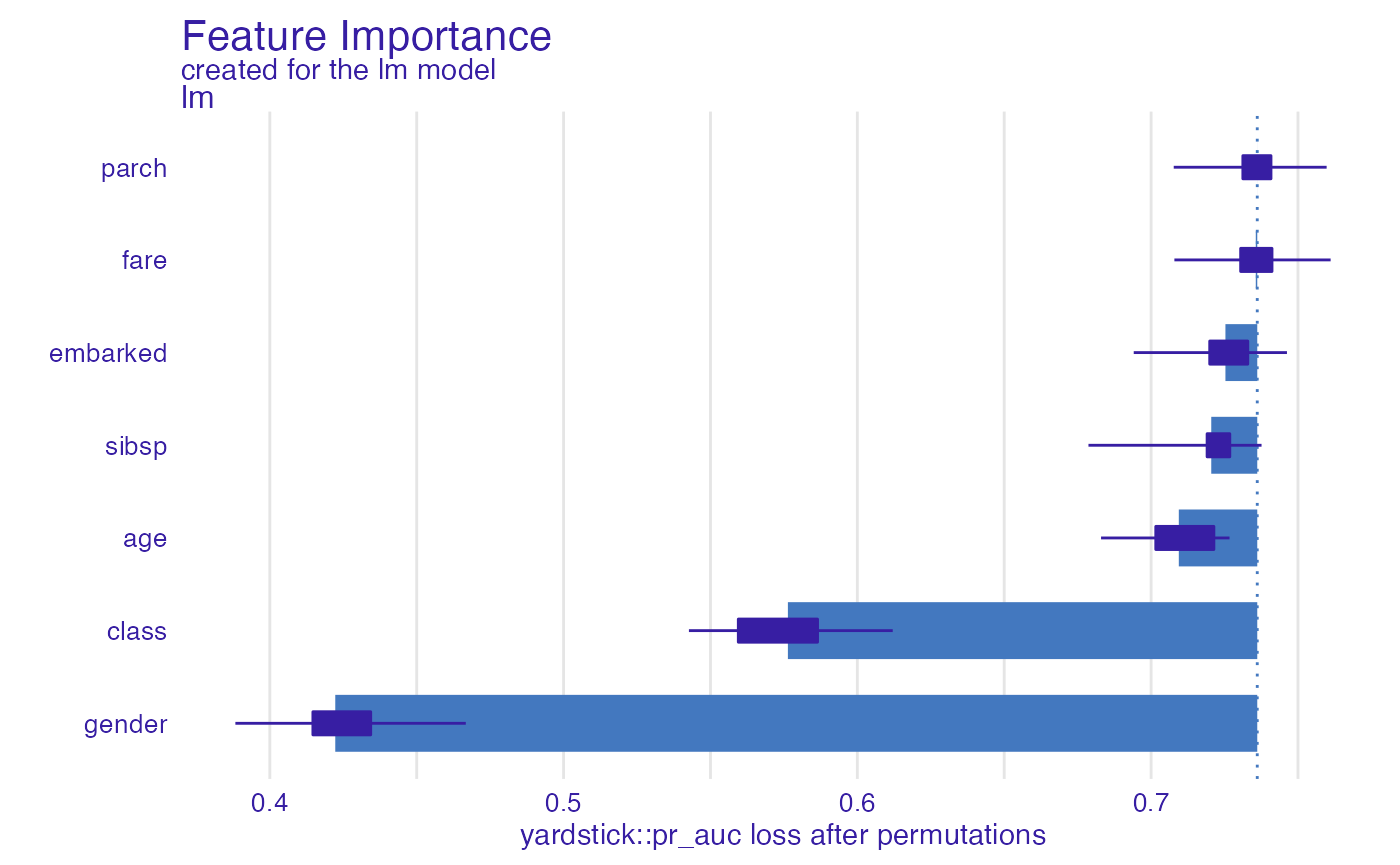 Feature Importance
created for the lm model
lm
parch
fare
embarked
sibsp
age
class
gender
0.4 0.5 0.6 0.7
yardstick::pr_auc loss after permutations